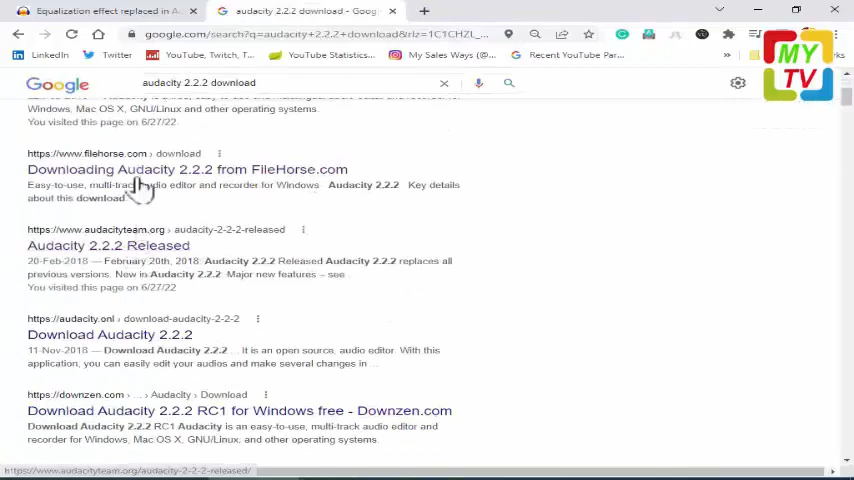 Equalization effect replaced in Au
audacity 2.2.2 download - Googl
google.com/search?q=audacity+2.2.2+download&rlz=1C1CHZL_...
LinkedIn
Twitter
YouTube, Twitch, T...
YouTube Statistics...
My Sales Ways (TM)
Recent YouTube Par...
MY
TV
Google
audacity 2.2.2 download
Windows, Mac OS X, GNU/Linux and other operating systems.
You visited this page on 6/27/22.
https://www.filehorse.com › download
Downloading Audacity 2.2.2 from FileHorse.com
Easy-to-use, multi-track audio editor and recorder for Windows Audacity 2.2.2 Key details
about this download
https://www.audacityteam.org › audacity-2-2-2-released
Audacity 2.2.2 Released
20-Feb-2018 — February 20th, 2018: Audacity 2.2.2 Released Audacity 2.2.2 replaces all
previous versions. New in Audacity 2.2.2 Major new features – see
You visited this page on 6/27/22
https://audacity.onl › download-audacity-2-2-2
Download Audacity 2.2.2
11-Nov-2018 — Download Audacity 2.2.2 .. It is an open source, audio editor. With this
application, you can easily edit your audios and make several changes in ...
https://downzen.com › ... › Audacity › Download
Download Audacity 2.2.2 RC1 for Windows free - Downzen.com
Download Audacity 2.2.2 RC1 Audacity is an easy-to-use, multi-track audio editor and
recorder for Windows, Mac OS X, GNU/Linux, and other operating systems.
https://www.audacityteam.org/audacity-2-2-2-released/